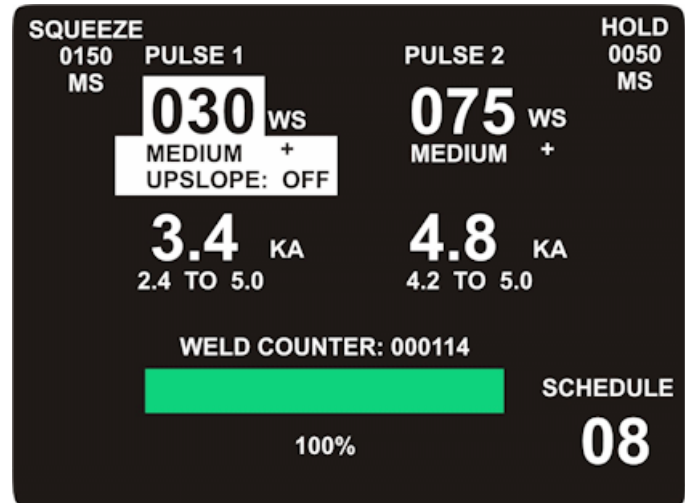 SQUEEZE
0150
MS
HOLD
0050
MS
PULSE 1
PULSE 2
030 WS
MEDIUM +
UPSLOPE: OFF
075 WS
MEDIUM +
3.4 KA
2.4 TO 5.0
4.8 KA
4.2 TO 5.0
WELD COUNTER: 000114
100%
SCHEDULE
08